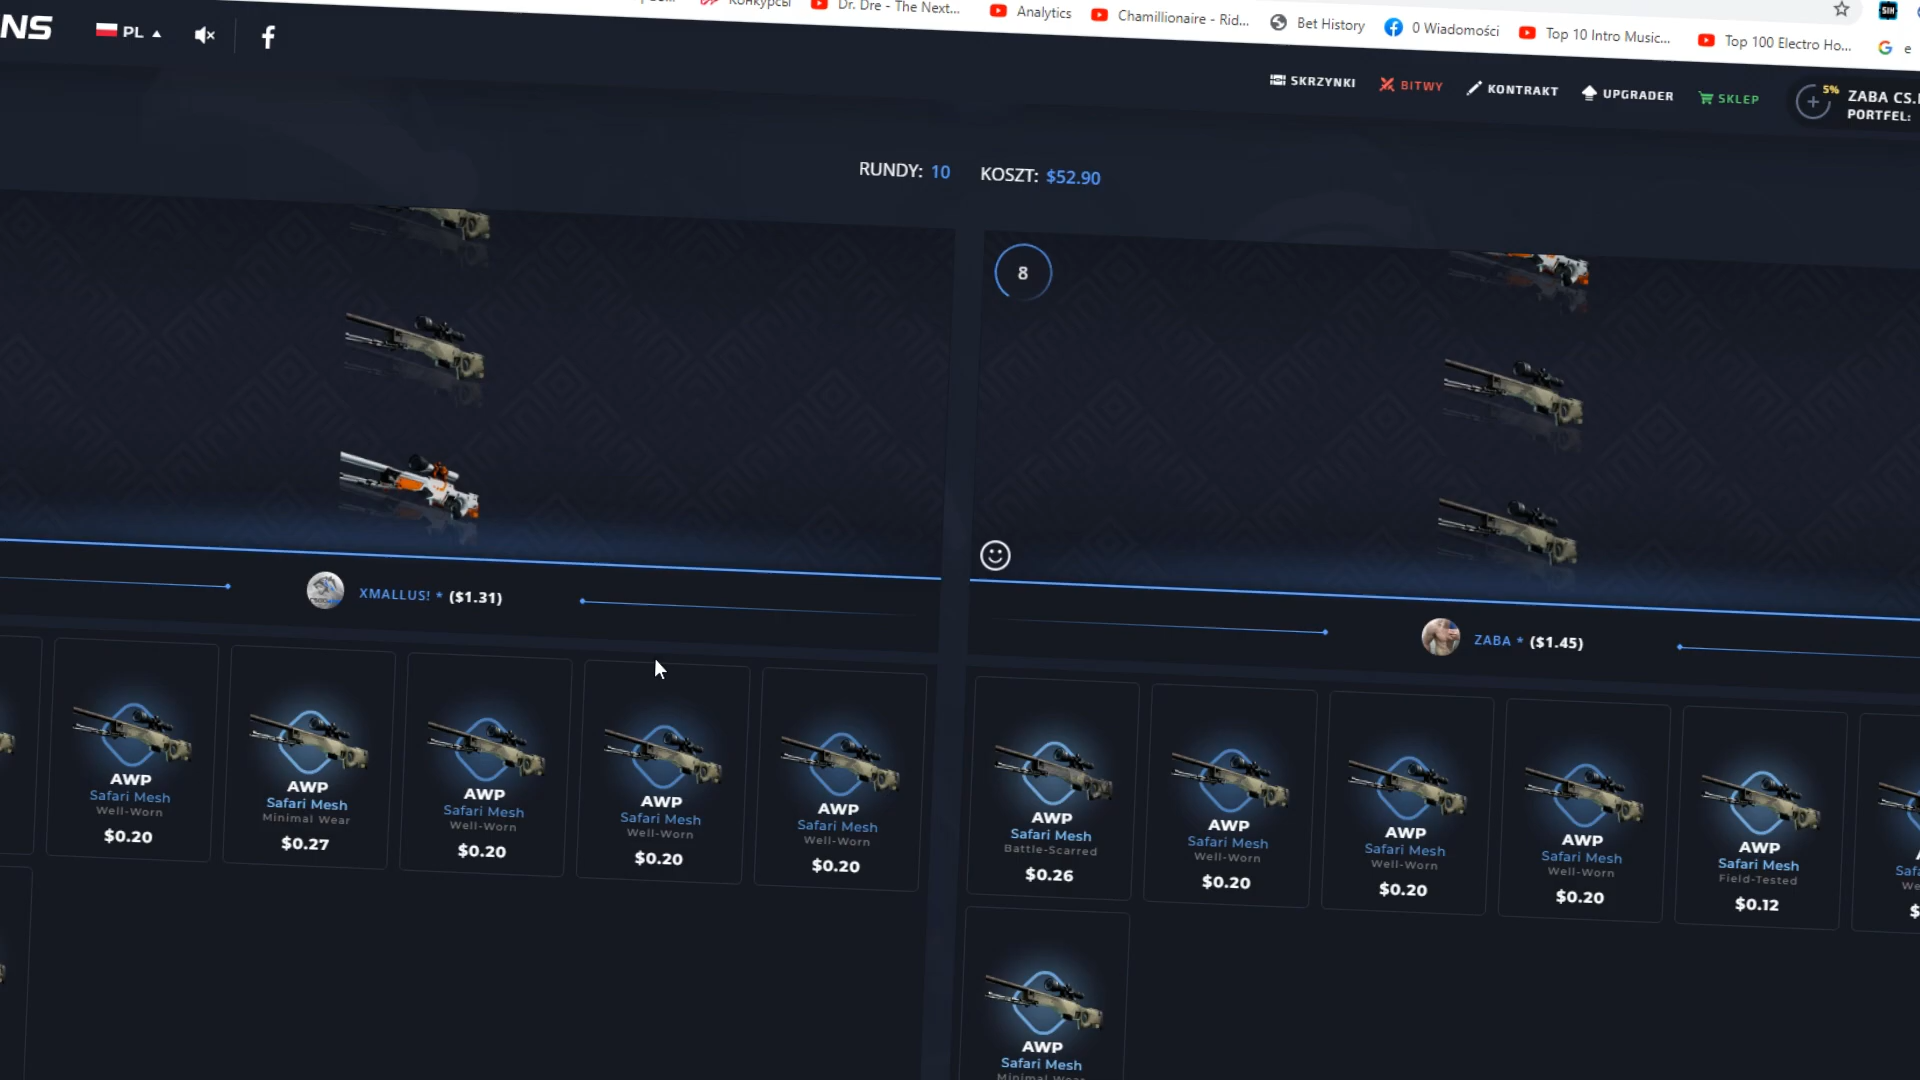 Конкурсы
Dr. Dre - The Next...
Analytics
Chamillionaire - Rid...
Bet History
0 Wiadomości
Top 10 Intro Music...
Top 100 Electro Ho...
SIH
e
NS
PL
SKRZYNKI
BITWY
KONTRAKT
UPGRADER
SKLEP
5%
ZABA CS.
PORTFEL:
RUNDY: 10
KOSZT: $52.90
8
XMALLUS! * ($1.31)
ZABA * ($1.45)
AWP
Safari Mesh
Well-Worn
$0.20
AWP
Safari Mesh
Minimal Wear
$0.27
AWP
Safari Mesh
Well-Worn
$0.20
AWP
Safari Mesh
Well-Worn
$0.20
AWP
Safari Mesh
Well-Worn
$0.20
AWP
Safari Mesh
Battle-Scarred
$0.26
AWP
Safari Mesh
Well-Worn
$0.20
AWP
Safari Mesh
Well-Worn
$0.20
AWP
Safari Mesh
Well-Worn
$0.20
AWP
Safari Mesh
Field-Tested
$0.12
AWP
Safari Mesh
Minimal Wear